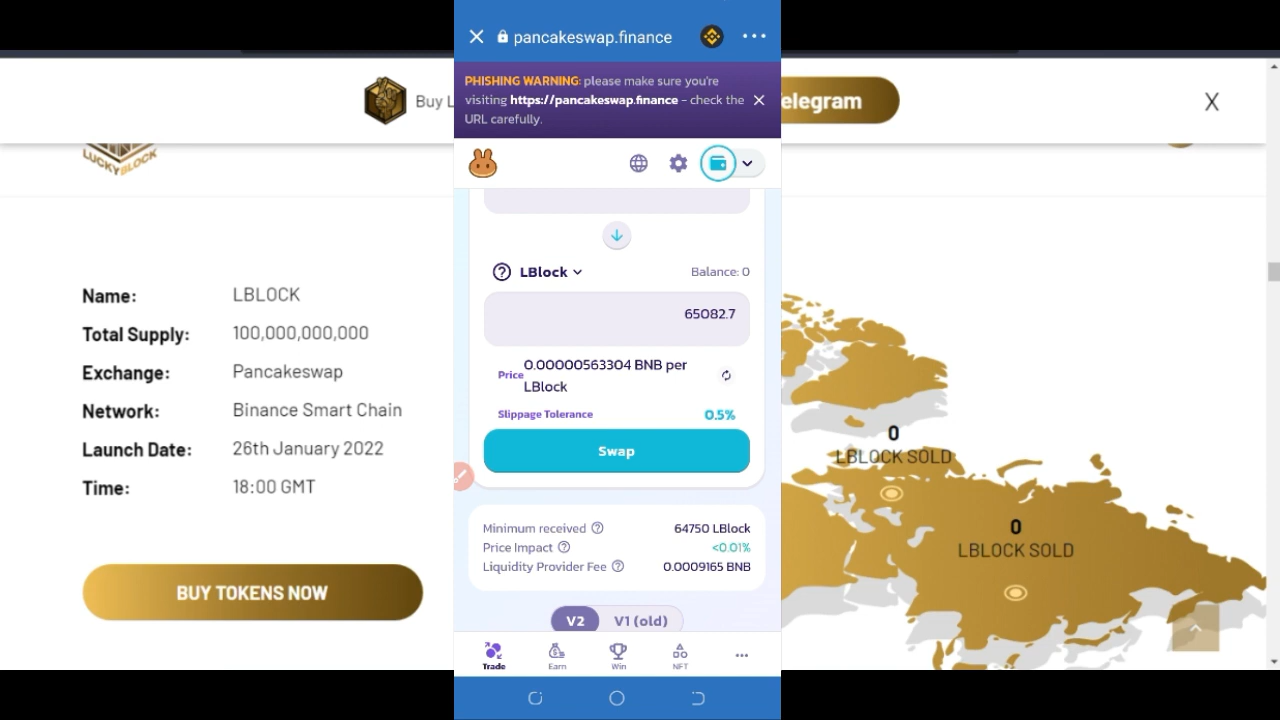 pancakeswap.finance
PHISHING WARNING: please make sure you're
visiting https://pancakeswap.finance - check the
URL carefully.
Buy L
elegram
X
LUCKYBLOCK
Name: LBLOCK
Total Supply: 100,000,000,000
Exchange: Pancakeswap
Network: Binance Smart Chain
Launch Date: 26th January 2022
Time: 18:00 GMT
BUY TOKENS NOW
LBlock
Balance: 0
65082.7
Price 0.00000563304 BNB per
LBlock
Slippage Tolerance 0.5%
Swap
Minimum received 64750 LBlock
Price Impact <0.01%
Liquidity Provider Fee 0.0009165 BNB
V2 V1 (old)
Trade Earn Win NFT
0
LBLOCK SOLD
0
LBLOCK SOLD